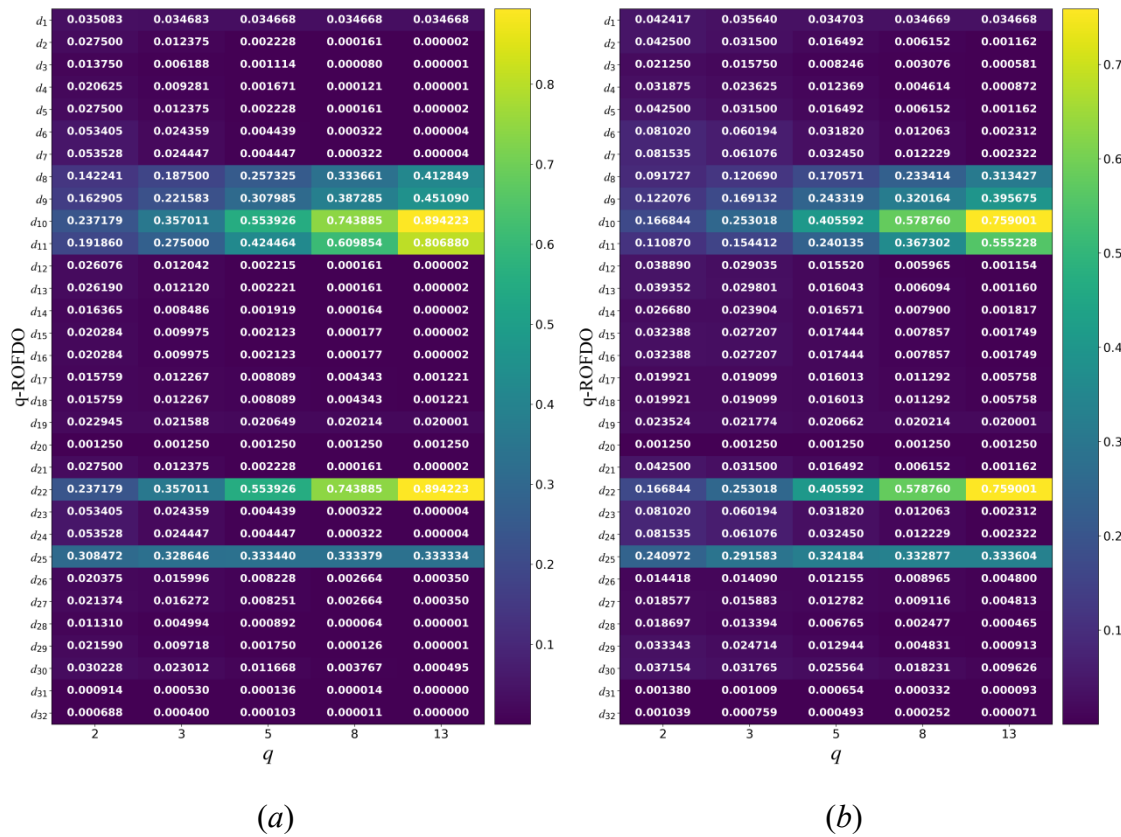 d1 0.035083 0.034683 0.034668 0.034668 0.034668
d2 0.027500 0.012375 0.002228 0.000161 0.000002
d3 0.013750 0.006188 0.001114 0.000080 0.000001
d4 0.020625 0.009281 0.001671 0.000121 0.000001
d5 0.027500 0.012375 0.002228 0.000161 0.000002
d6 0.053405 0.024359 0.004439 0.000322 0.000004
d7 0.053528 0.024447 0.004447 0.000322 0.000004
d8 0.142241 0.187500 0.257325 0.333661 0.412849
d9 0.162905 0.221583 0.307985 0.387285 0.451090
d10 0.237179 0.357011 0.553926 0.743885 0.894223
d11 0.191860 0.275000 0.424464 0.609854 0.806880
d12 0.026076 0.012042 0.002215 0.000161 0.000002
d13 0.026190 0.012120 0.002221 0.000161 0.000002
d14 0.016365 0.008486 0.001919 0.000164 0.000002
d15 0.020284 0.009975 0.002123 0.000177 0.000002
d16 0.020284 0.009975 0.002123 0.000177 0.000002
d17 0.015759 0.012267 0.008089 0.004343 0.001221
d18 0.015759 0.012267 0.008089 0.004343 0.001221
d19 0.022945 0.021588 0.020649 0.020214 0.020001
d20 0.001250 0.001250 0.001250 0.001250 0.001250
d21 0.027500 0.012375 0.002228 0.000161 0.000002
d22 0.237179 0.357011 0.553926 0.743885 0.894223
d23 0.053405 0.024359 0.004439 0.000322 0.000004
d24 0.053528 0.024447 0.004447 0.000322 0.000004
d25 0.308472 0.328646 0.333440 0.333379 0.333334
d26 0.020375 0.015996 0.008228 0.002664 0.000350
d27 0.021374 0.016272 0.008251 0.002664 0.000350
d28 0.011310 0.004994 0.000892 0.000064 0.000001
d29 0.021590 0.009718 0.001750 0.000126 0.000001
d30 0.030228 0.023012 0.011668 0.003767 0.000495
d31 0.000914 0.000530 0.000136 0.000014 0.000000
d32 0.000688 0.000400 0.000103 0.000011 0.000000
2 3 5 8 13
q
q-ROFDO
0.8
0.7
0.6
0.5
0.4
0.3
0.2
0.1
(a)
d1 0.042417 0.035640 0.034703 0.034669 0.034668
d2 0.042500 0.031500 0.016492 0.006152 0.001162
d3 0.021250 0.015750 0.008246 0.003076 0.000581
d4 0.031875 0.023625 0.012369 0.004614 0.000872
d5 0.042500 0.031500 0.016492 0.006152 0.001162
d6 0.081020 0.060194 0.031820 0.012063 0.002312
d7 0.081535 0.061076 0.032450 0.012229 0.002322
d8 0.091727 0.120690 0.170571 0.233414 0.313427
d9 0.122076 0.169132 0.243319 0.320164 0.395675
d10 0.166844 0.253018 0.405592 0.578760 0.759001
d11 0.110870 0.154412 0.240135 0.367302 0.555228
d12 0.038890 0.029035 0.015520 0.005965 0.001154
d13 0.039352 0.029801 0.016043 0.006094 0.001160
d14 0.026680 0.023904 0.016571 0.007900 0.001817
d15 0.032388 0.027207 0.017444 0.007857 0.001749
d16 0.032388 0.027207 0.017444 0.007857 0.001749
d17 0.019921 0.019099 0.016013 0.011292 0.005758
d18 0.019921 0.019099 0.016013 0.011292 0.005758
d19 0.023524 0.021774 0.020662 0.020214 0.020001
d20 0.001250 0.001250 0.001250 0.001250 0.001250
d21 0.042500 0.031500 0.016492 0.006152 0.001162
d22 0.166844 0.253018 0.405592 0.578760 0.759001
d23 0.081020 0.060194 0.031820 0.012063 0.002312
d24 0.081535 0.061076 0.032450 0.012229 0.002322
d25 0.240972 0.291583 0.324184 0.332877 0.333604
d26 0.014418 0.014090 0.012155 0.008965 0.004800
d27 0.018577 0.015883 0.012782 0.009116 0.004813
d28 0.018697 0.013394 0.006765 0.002477 0.000465
d29 0.033343 0.024714 0.012944 0.004831 0.000913
d30 0.037154 0.031765 0.025564 0.018231 0.009626
d31 0.001380 0.001009 0.000654 0.000332 0.000093
d32 0.001039 0.000759 0.000493 0.000252 0.000071
2 3 5 8 13
q
q-ROFDO
0.7
0.6
0.5
0.4
0.3
0.2
0.1
(b)